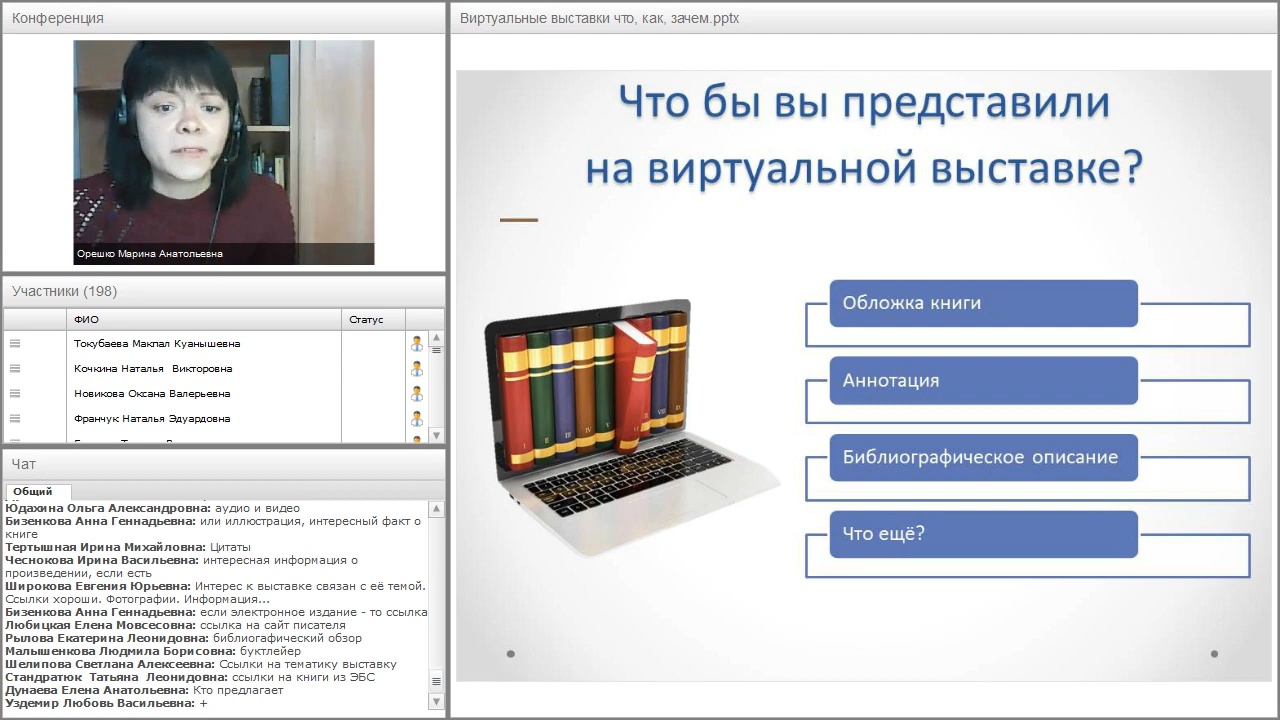 Конференция
Орешко Марина Анатольевна
Участники (198)
ФИО
Статус
Токубаева Макпал Куанышевна
Кочкина Наталья Викторовна
Новикова Оксана Валерьевна
Франчук Наталья Эдуардовна
Чат
Общий
Юдахина Ольга Александровна: аудио и видео
Бизенкова Анна Геннадьевна: или иллюстрация, интересный факт о
книге
Тертышная Ирина Михайловна: Цитаты
Чеснокова Ирина Васильевна: интересная информация о
произведении, если есть
Широкова Евгения Юрьевна: Интерес к выставке связан с её темой.
Ссылки хороши. Фотографии. Информация...
Бизенкова Анна Геннадьевна: если электронное издание - то ссылка
Любицкая Елена Мовсесовна: ссылка на сайт писателя
Рылова Екатерина Леонидовна: библиогафический обзор
Малышенкова Людмила Борисовна: буктлейер
Шелипова Светлана Алексеевна: Ссылки на тематику выставку
Стандратюк Татьяна Леонидовна: ссылки на книги из ЭБС
Дунаева Елена Анатольевна: Кто предлагает
Уздемир Любовь Васильевна: +
Виртуальные выставки что, как, зачем.pptx
Что бы вы представили
на виртуальной выставке?
Обложка книги
Аннотация
Библиографическое описание
Что ещё?